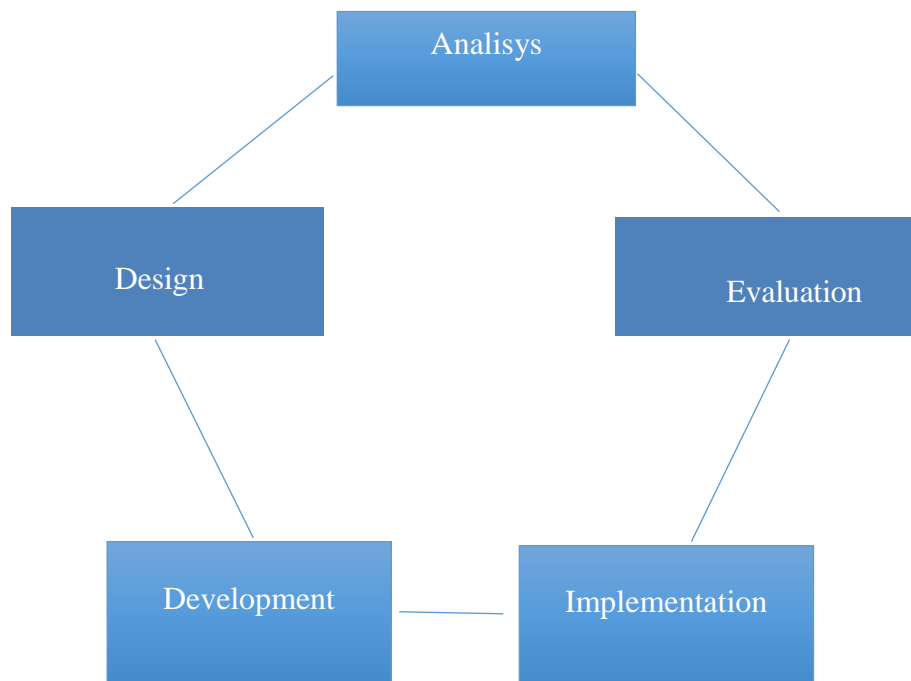 Analisys
Design
Evaluation
Development
Implementation